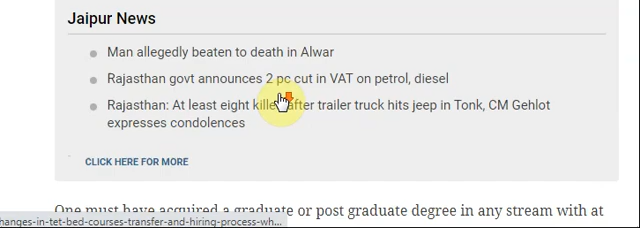 Jaipur News
Man allegedly beaten to death in Alwar
Rajasthan govt announces 2 pc cut in VAT on petrol, diesel
Rajasthan: At least eight killed after trailer truck hits jeep in Tonk, CM Gehlot
expresses condolences
CLICK HERE FOR MORE
One must have acquired a graduate or post graduate degree in any stream with at
hanges-in-tet-bed-courses-transfer-and-hiring-process-wh...